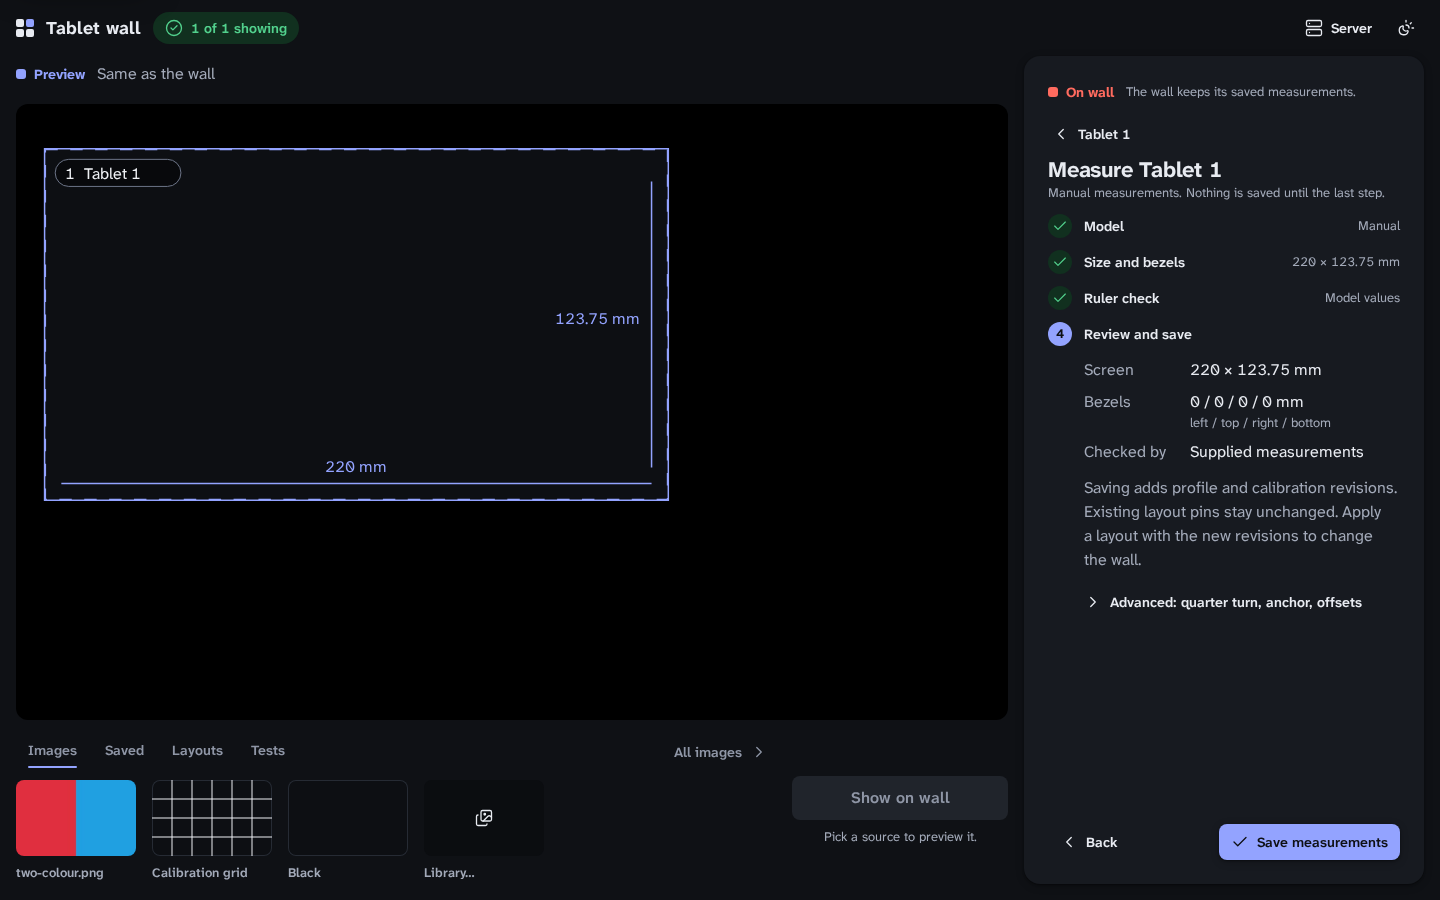 Tablet wall
1 of 1 showing
Server
Preview Same as the wall
1 Tablet 1
123.75 mm
220 mm
Images
Saved
Layouts
Tests
All images
two-colour.png
Calibration grid
Black
Library...
Show on wall
Pick a source to preview it.
On wall The wall keeps its saved measurements.
Tablet 1
Measure Tablet 1
Manual measurements. Nothing is saved until the last step.
Model Manual
Size and bezels 220 × 123.75 mm
Ruler check Model values
4 Review and save
Screen 220 × 123.75 mm
Bezels 0 / 0 / 0 / 0 mm
left / top / right / bottom
Checked by Supplied measurements
Saving adds profile and calibration revisions.
Existing layout pins stay unchanged. Apply
a layout with the new revisions to change
the wall.
Advanced: quarter turn, anchor, offsets
Back
Save measurements